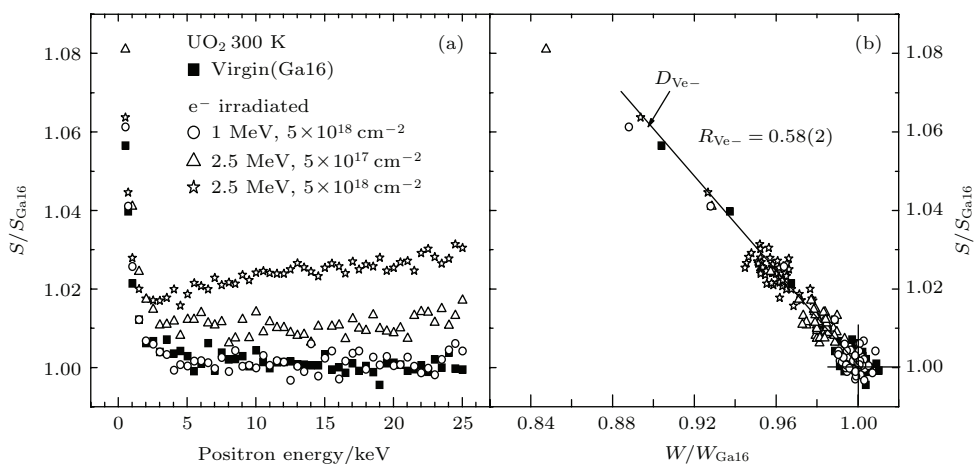 UO₂ 300 K
(a)
■ Virgin(Ga16)
e⁻ irradiated
○ 1 MeV, 5×10¹⁸ cm⁻²
△ 2.5 MeV, 5×10¹⁷ cm⁻²
☆ 2.5 MeV, 5×10¹⁸ cm⁻²
S/S_Ga16
1.08
1.06
1.04
1.02
1.00
0 5 10 15 20 25
Positron energy/keV
(b)
D_Ve−
R_Ve− = 0.58(2)
1.08
1.06
1.04
1.02
1.00
S/S_Ga16
0.84 0.88 0.92 0.96 1.00
W/W_Ga16